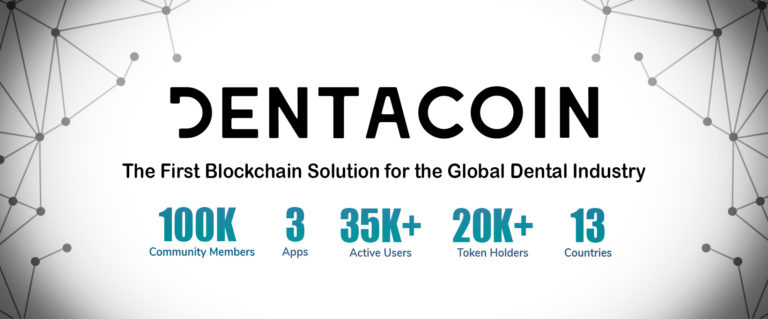 DENTACOIN
The First Blockchain Solution for the Global Dental Industry
100K 3 35K+ 20K+ 13
Community Members Apps Active Users Token Holders Countries